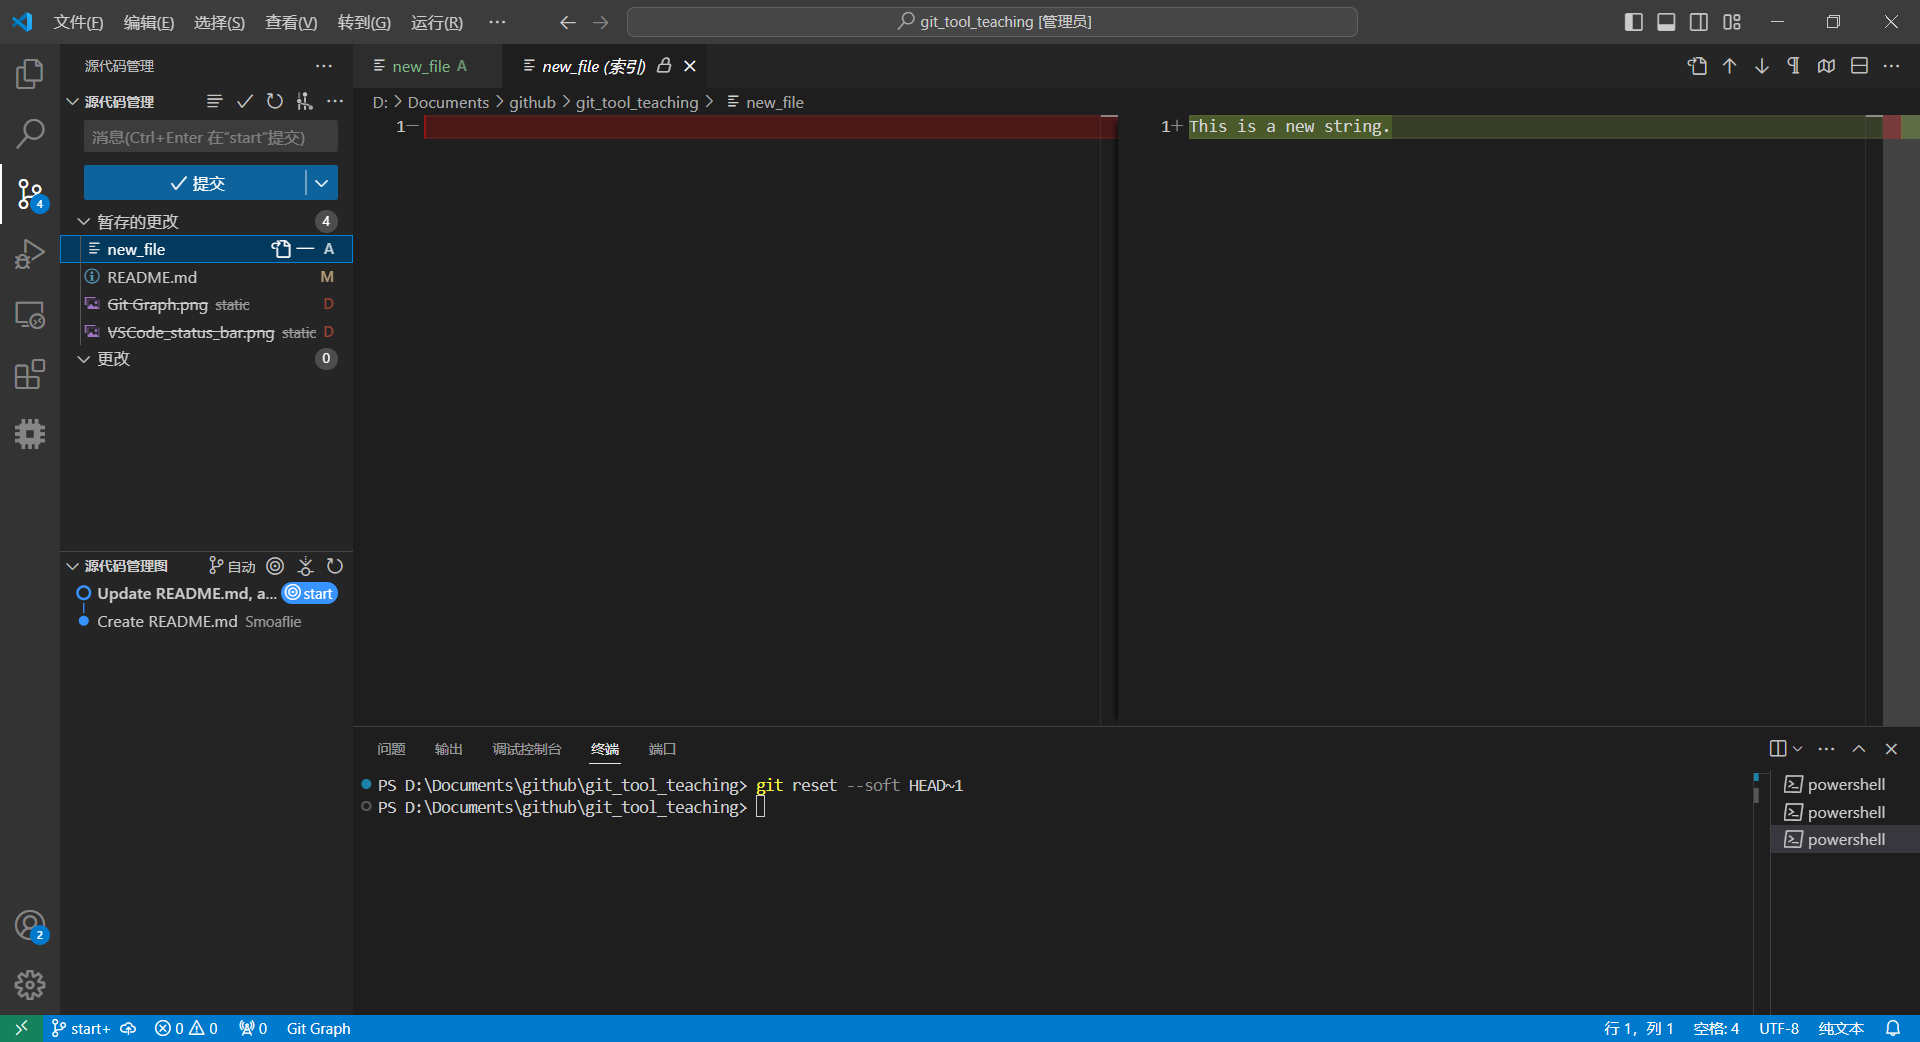 文件(F) 编辑(E) 选择(S) 查看(V) 转到(G) 运行(R) ··· git_tool_teaching [管理员]
源代码管理
源代码管理
消息(Ctrl+Enter 在"start"提交)
提交
暂存的更改 4
new_file A
README.md M
Git Graph.png static D
VSCode_status_bar.png static D
更改 0
4
源代码管理图 自动
Update README.md, a... start
Create README.md Smoaflie
2
new_file A new_file (索引)
D: > Documents > github > git_tool_teaching > new_file
1−
1+ This is a new string.
问题 输出 调试控制台 终端 端口
PS D:\Documents\github\git_tool_teaching> git reset --soft HEAD~1
PS D:\Documents\github\git_tool_teaching>
powershell
powershell
powershell
start+ 0 0 0 Git Graph 行 1，列 1 空格: 4 UTF-8 纯文本